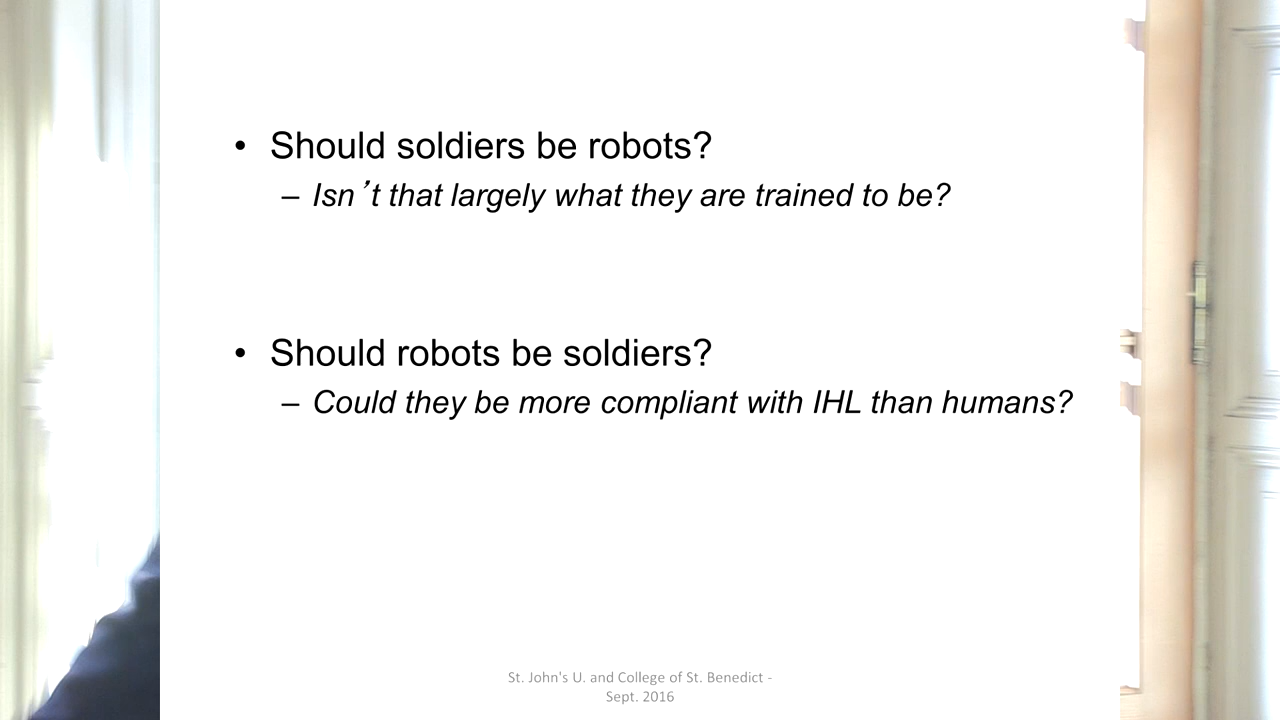 • Should soldiers be robots?
– Isn’t that largely what they are trained to be?
• Should robots be soldiers?
– Could they be more compliant with IHL than humans?
St. John's U. and College of St. Benedict -
Sept. 2016